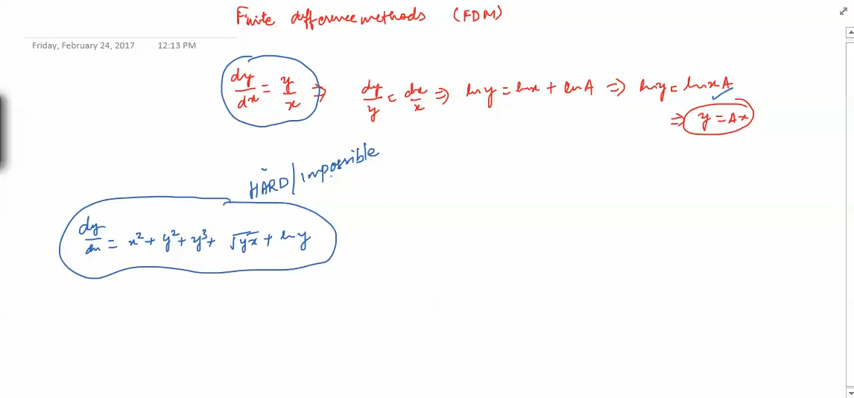 Finite difference methods (FDM)
Friday, February 24, 2017 12:13 PM
dy/dx = y/x ⇒ dy/y = dx/x ⇒ ln y = ln x + ln A ⇒ ln y = ln x A
⇒ y = Ax
HARD/impossible
dy/dx = x² + y² + y³ + √yx + ln y